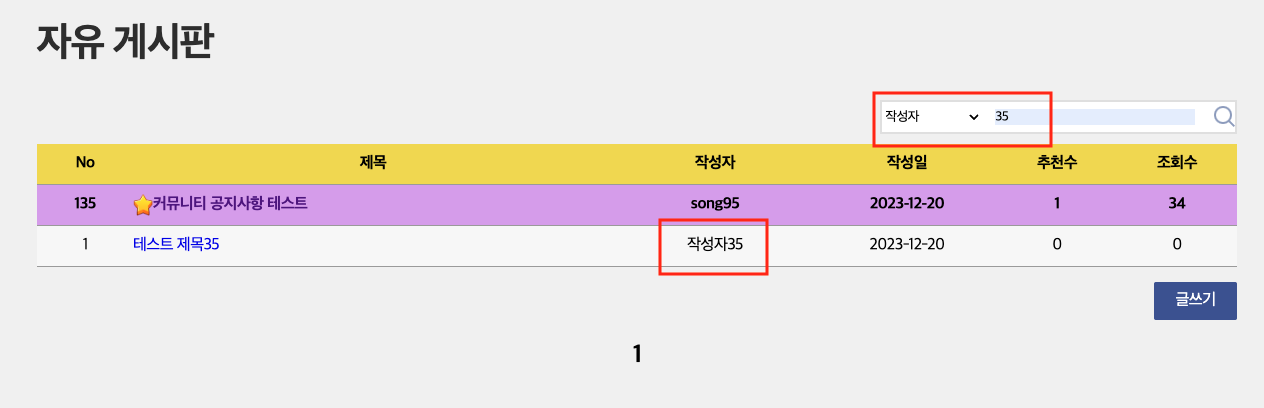 자유 게시판
작성자 35
No 제목 작성자 작성일 추천수 조회수
135 ⭐커뮤니티 공지사항 테스트 song95 2023-12-20 1 34
1 테스트 제목35 작성자35 2023-12-20 0 0
글쓰기
1